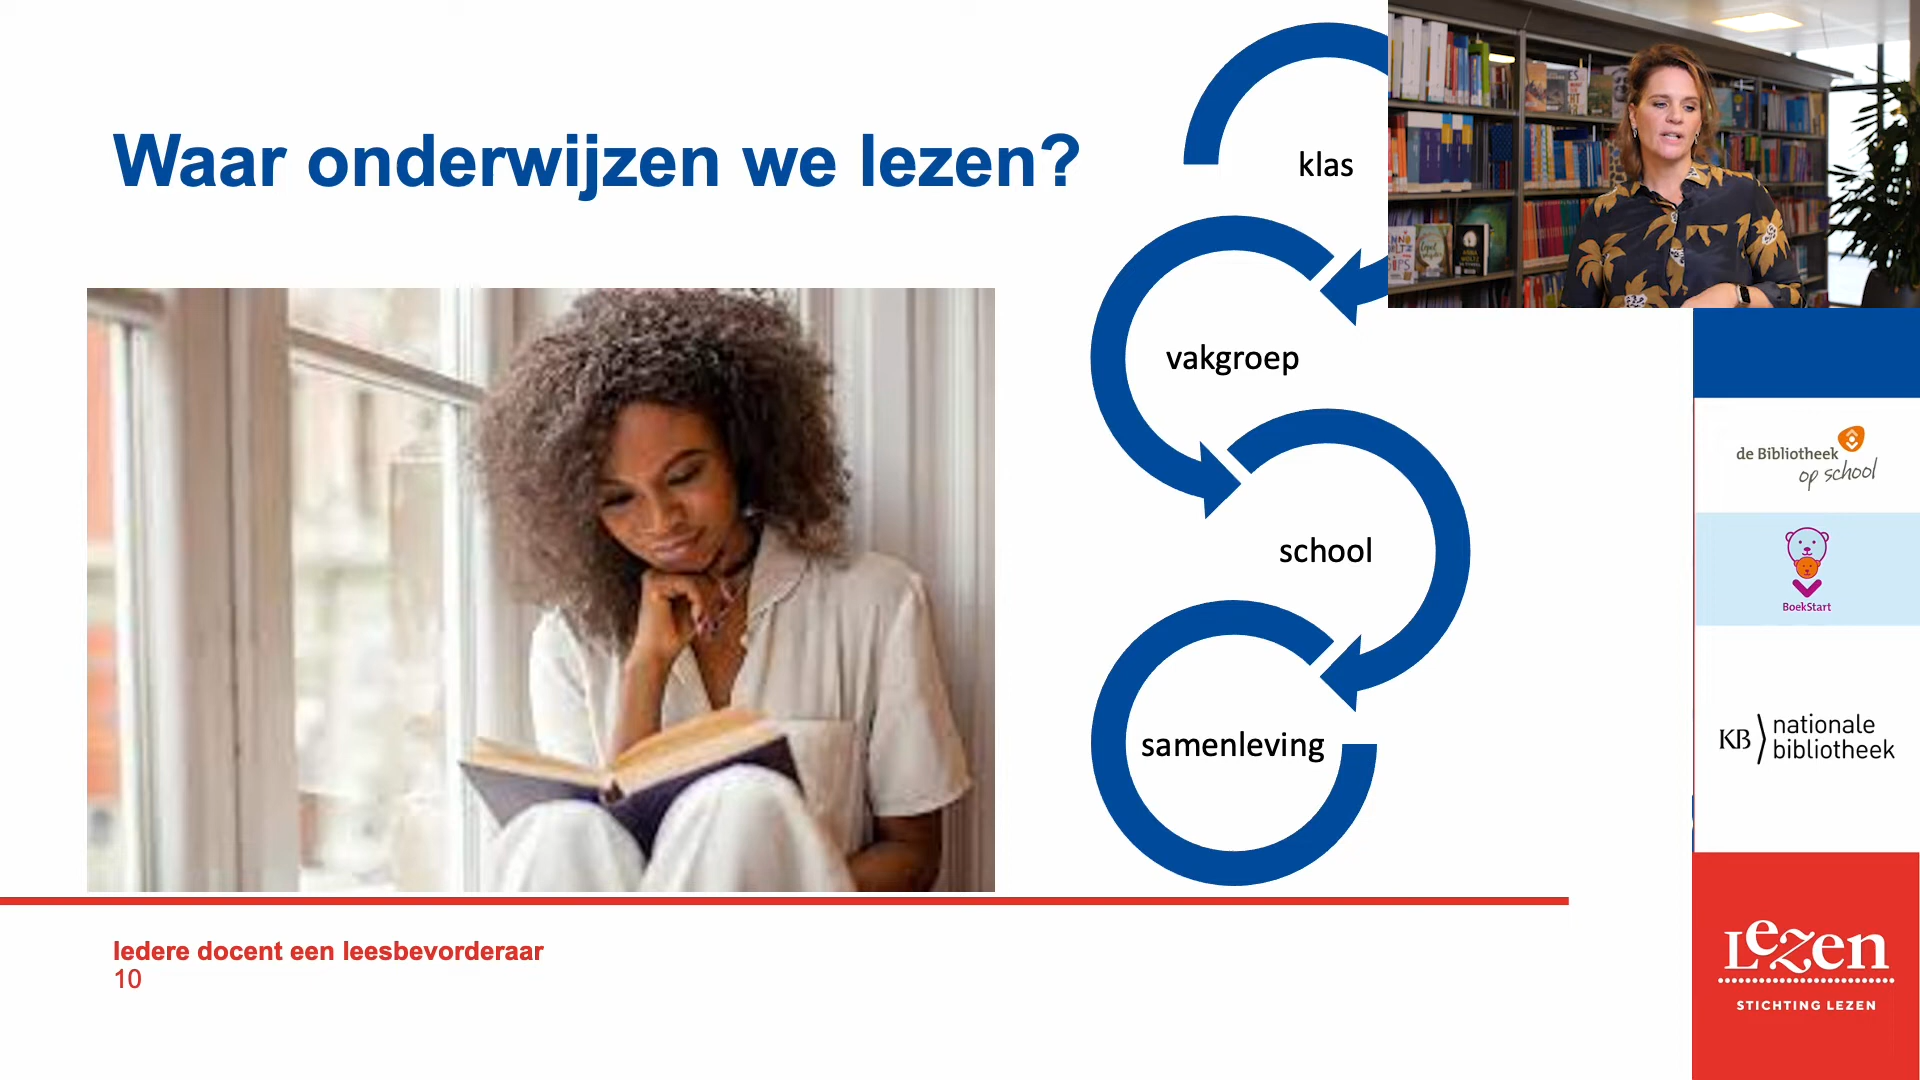 Waar onderwijzen we lezen?
klas
vakgroep
school
samenleving
Iedere docent een leesbevorderaar
10
de Bibliotheek
op school
BoekStart
KB
nationale
bibliotheek
Lezen
STICHTING LEZEN